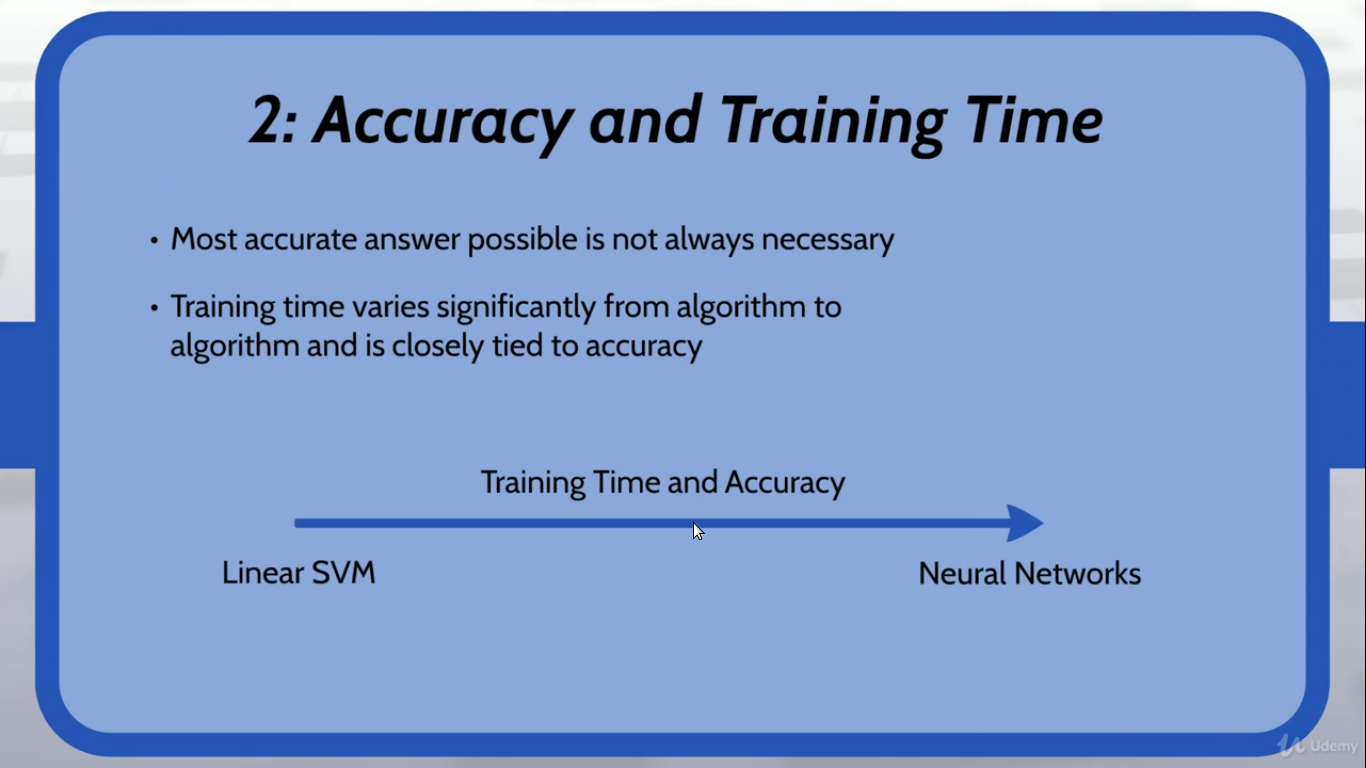 2: Accuracy and Training Time
• Most accurate answer possible is not always necessary
• Training time varies significantly from algorithm to
algorithm and is closely tied to accuracy
Training Time and Accuracy
Linear SVM
Neural Networks
Udemy